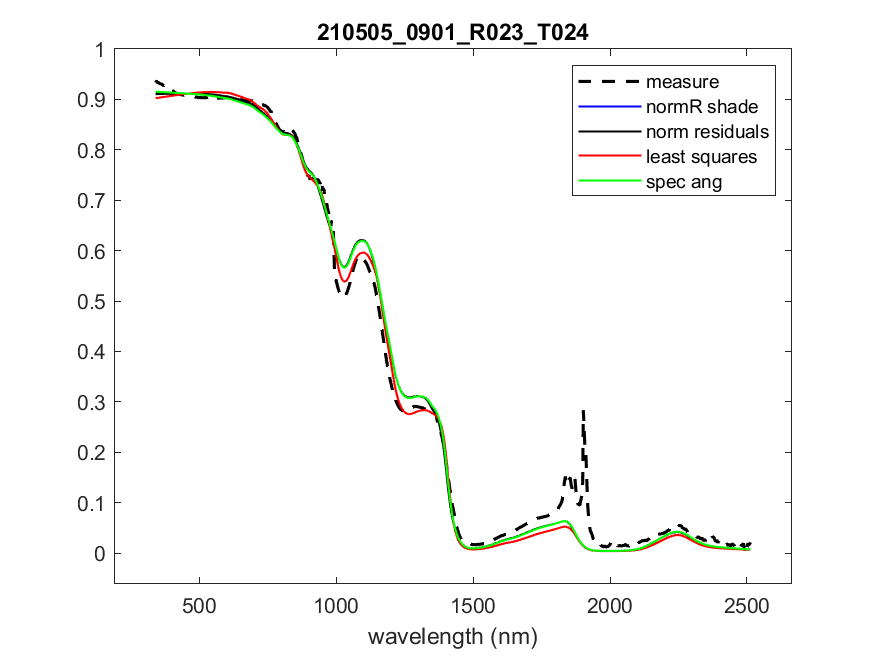 210505_0901_R023_T024
1
0.9
0.8
0.7
0.6
0.5
0.4
0.3
0.2
0.1
0
measure
normR shade
norm residuals
least squares
spec ang
500 1000 1500 2000 2500
wavelength (nm)